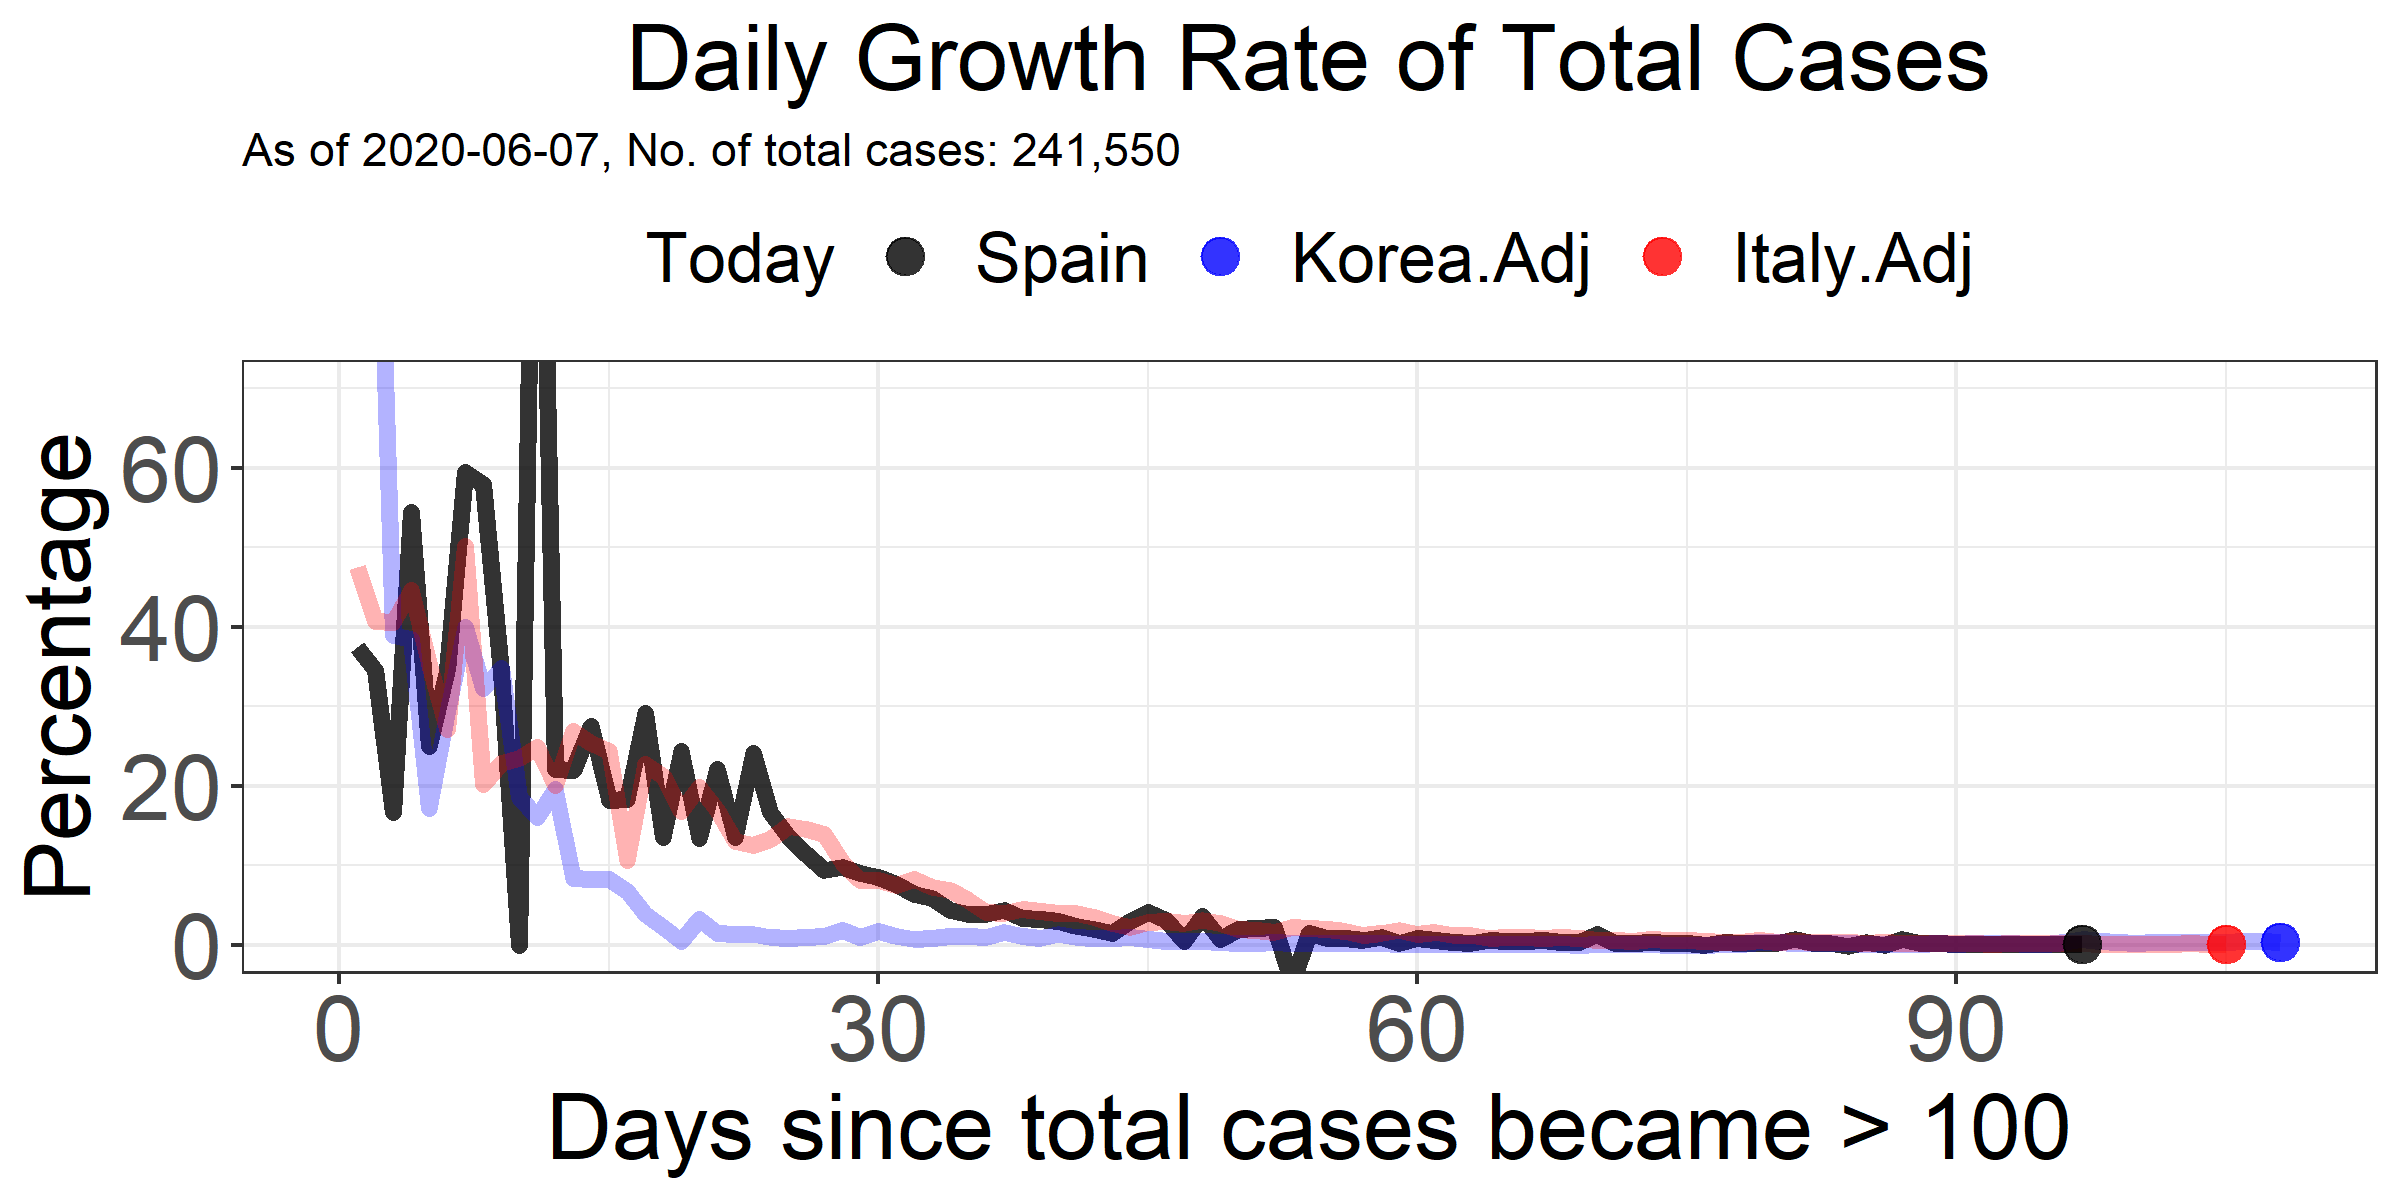 Daily Growth Rate of Total Cases
As of 2020-06-07, No. of total cases: 241,550
Today Spain Korea.Adj Italy.Adj
Percentage
60
40
20
0
0 30 60 90
Days since total cases became > 100